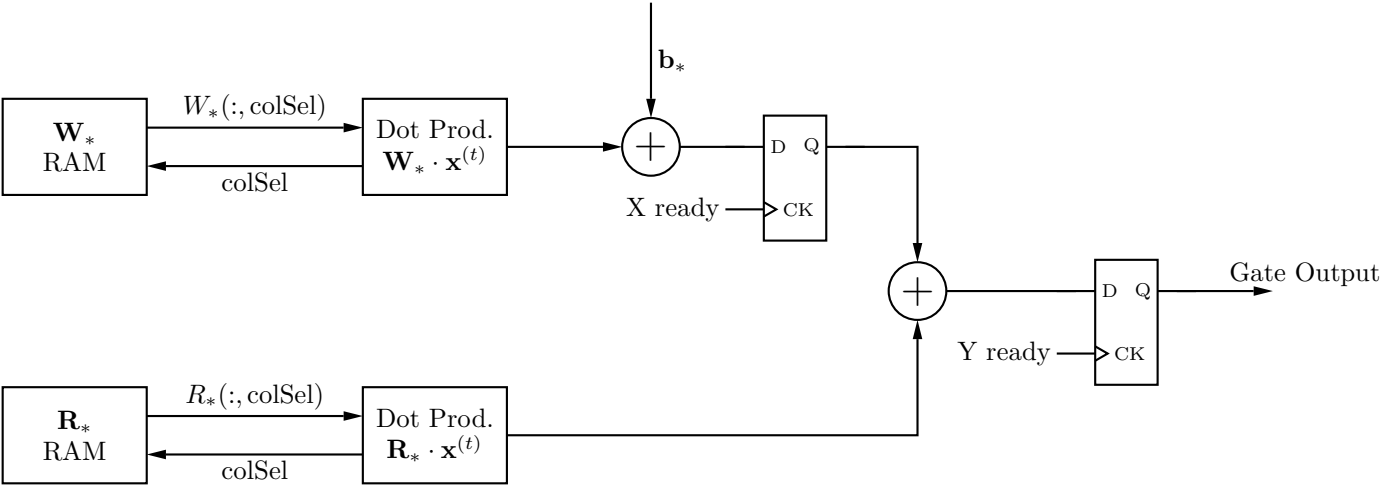 b*
W*(:, colSel)
W*
RAM
Dot Prod.
W* · x^(t)
colSel
+
D Q
X ready
CK
Gate Output
+
D Q
Y ready
CK
R*(:, colSel)
R*
RAM
Dot Prod.
R* · x^(t)
colSel